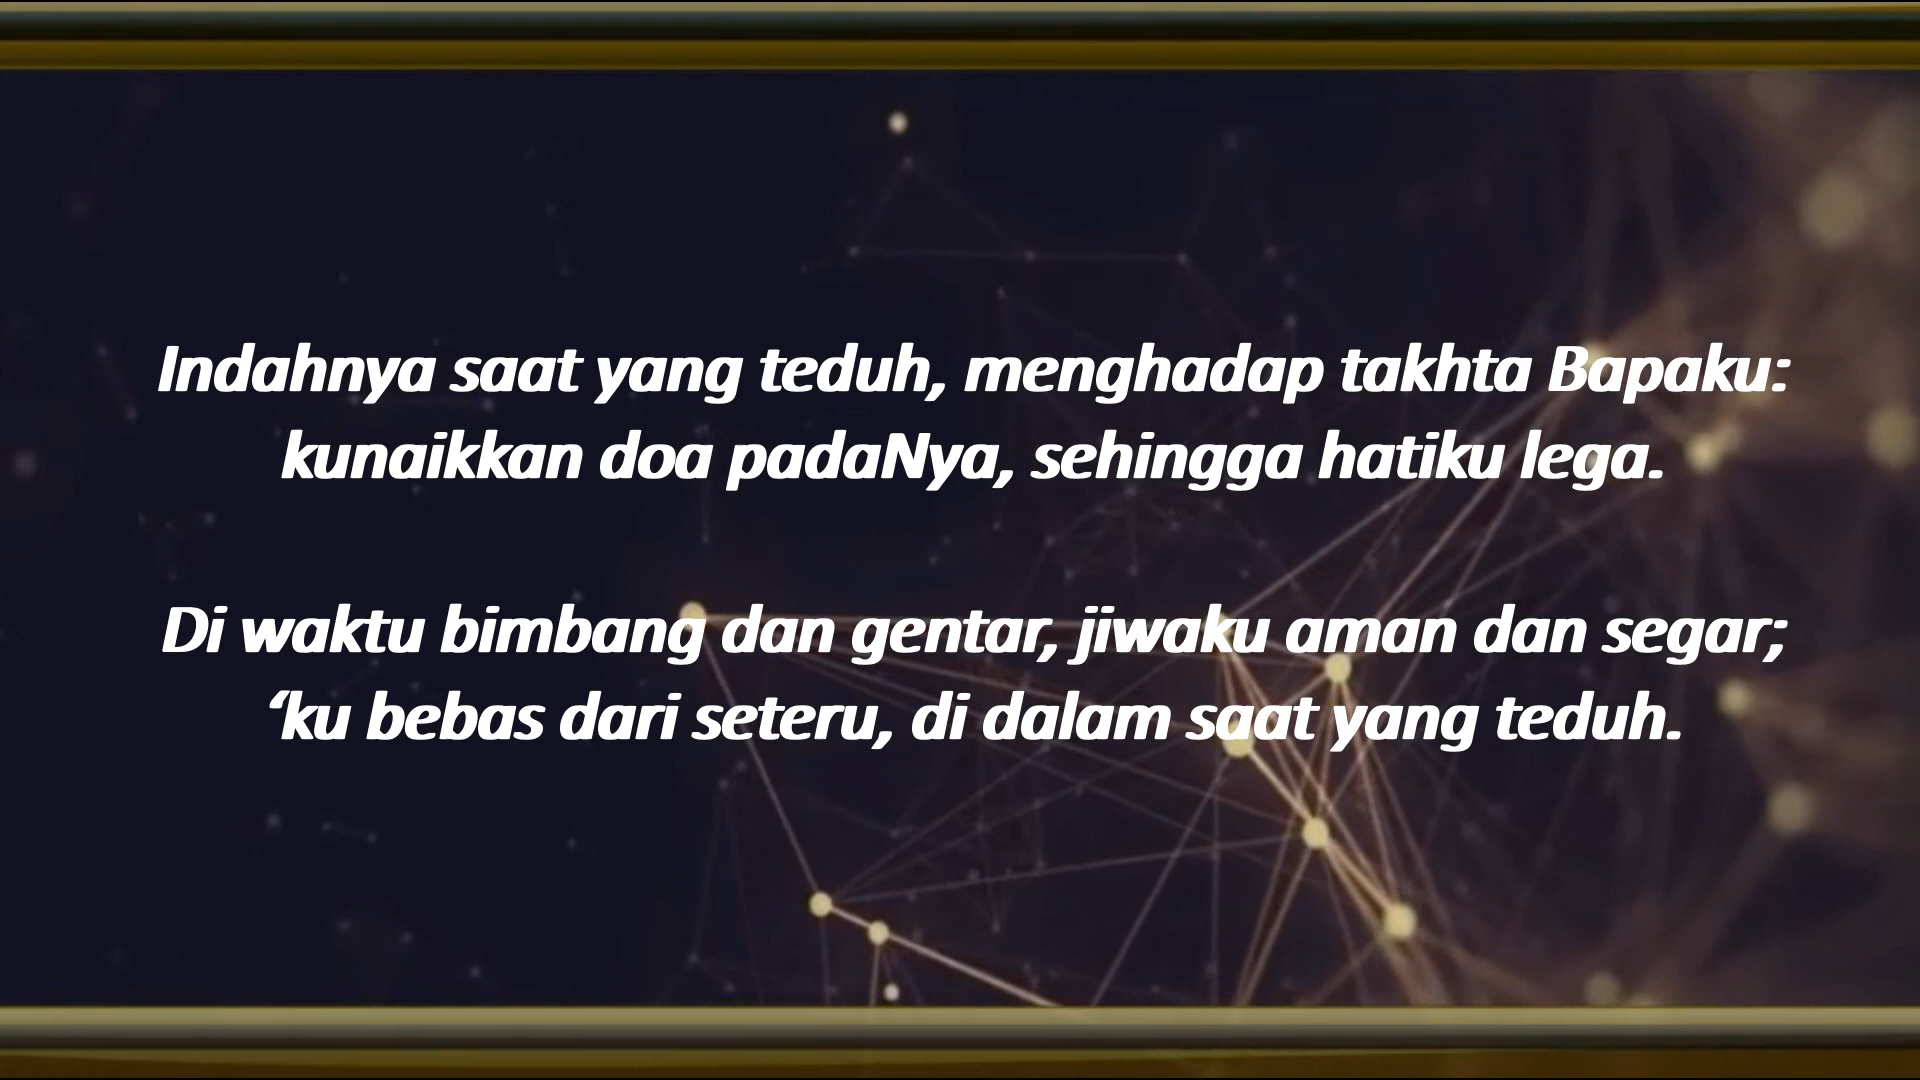 Indahnya saat yang teduh, menghadap takhta Bapaku:
kunaikkan doa padaNya, sehingga hatiku lega.
Di waktu bimbang dan gentar, jiwaku aman dan segar;
‘ku bebas dari seteru, di dalam saat yang teduh.